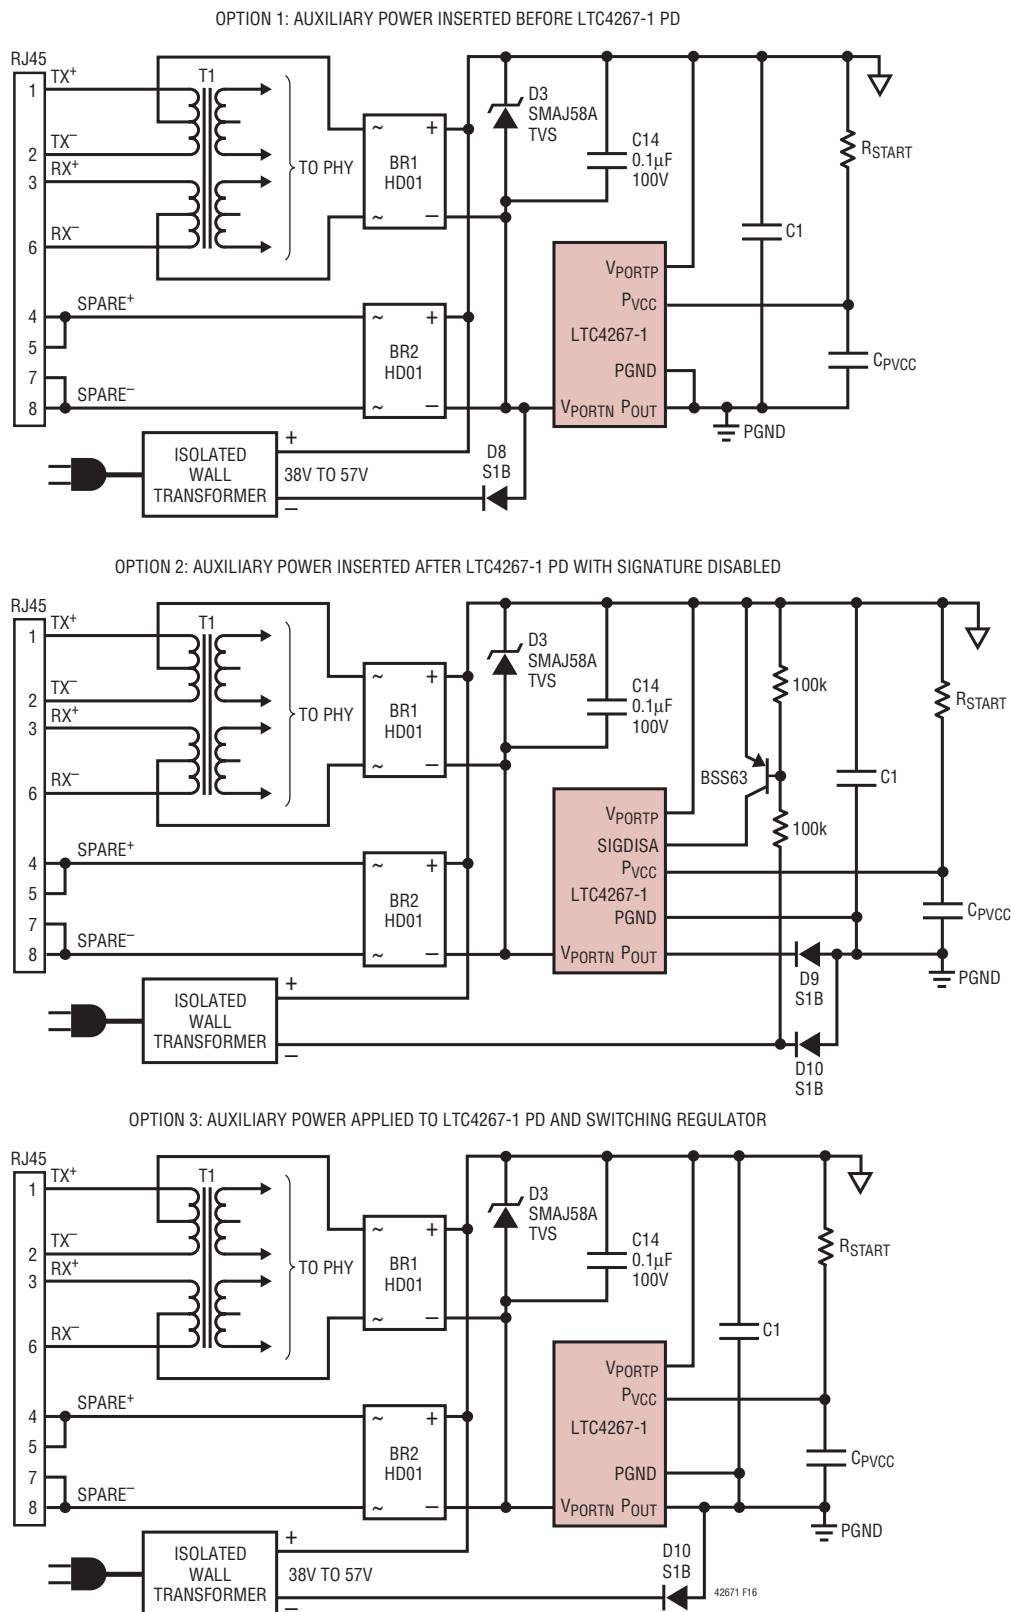 OPTION 1: AUXILIARY POWER INSERTED BEFORE LTC4267-1 PD
RJ45
1
TX+
2
TX–
3
RX+
6
RX–
4
SPARE+
5
7
8
SPARE–
T1
TO PHY
~ +
BR1
HD01
~ –
~ +
BR2
HD01
~ –
D3
SMAJ58A
TVS
C14
0.1µF
100V
VPORTP
PVCC
LTC4267-1
PGND
VPORTN POUT
C1
RSTART
CPVCC
PGND
ISOLATED
WALL
TRANSFORMER
+
38V TO 57V
–
D8
S1B
OPTION 2: AUXILIARY POWER INSERTED AFTER LTC4267-1 PD WITH SIGNATURE DISABLED
RJ45
1
TX+
2
TX–
3
RX+
6
RX–
4
SPARE+
5
7
8
SPARE–
T1
TO PHY
~ +
BR1
HD01
~ –
~ +
BR2
HD01
~ –
D3
SMAJ58A
TVS
C14
0.1µF
100V
BSS63
100k
100k
VPORTP
SIGDISA
PVCC
LTC4267-1
PGND
VPORTN POUT
C1
RSTART
CPVCC
PGND
D9
S1B
D10
S1B
ISOLATED
WALL
TRANSFORMER
+
–
OPTION 3: AUXILIARY POWER APPLIED TO LTC4267-1 PD AND SWITCHING REGULATOR
RJ45
1
TX+
2
TX–
3
RX+
6
RX–
4
SPARE+
5
7
8
SPARE–
T1
TO PHY
~ +
BR1
HD01
~ –
~ +
BR2
HD01
~ –
D3
SMAJ58A
TVS
C14
0.1µF
100V
VPORTP
PVCC
LTC4267-1
PGND
VPORTN POUT
C1
RSTART
CPVCC
PGND
ISOLATED
WALL
TRANSFORMER
+
38V TO 57V
–
D10
S1B
42671 F16